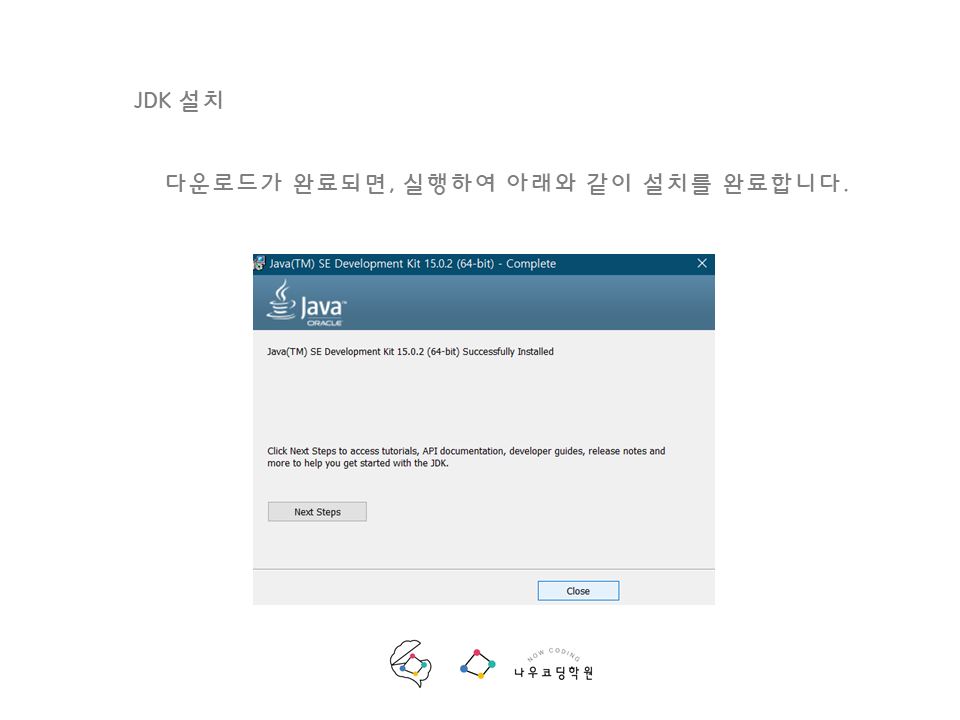 JDK 설치
다운로드가 완료되면, 실행하여 아래와 같이 설치를 완료합니다.
Java(TM) SE Development Kit 15.0.2 (64-bit) - Complete
Java™
ORACLE
Java(TM) SE Development Kit 15.0.2 (64-bit) Successfully Installed
Click Next Steps to access tutorials, API documentation, developer guides, release notes and
more to help you get started with the JDK.
Next Steps
Close
NOW CODING
나우코딩학원